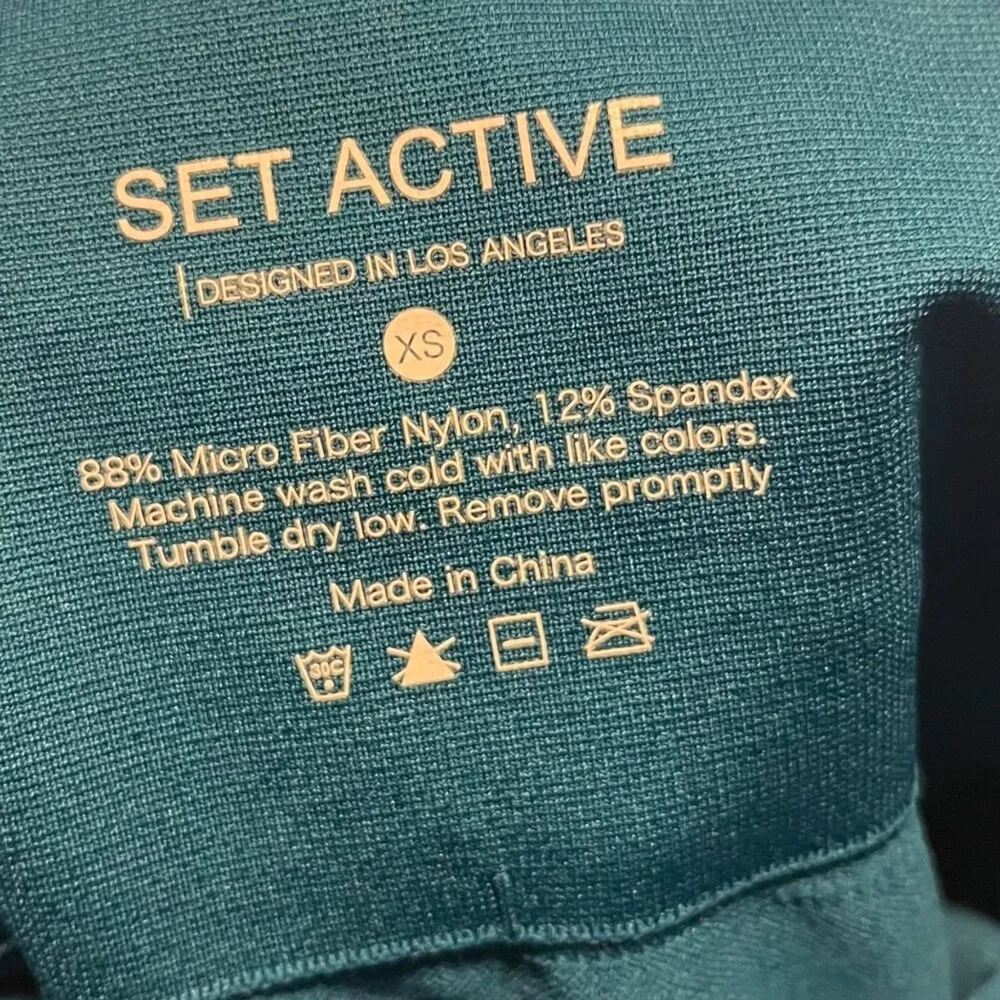 SET ACTIVE
DESIGNED IN LOS ANGELES
XS
88% Micro Fiber Nylon, 12% Spandex
Machine wash cold with like colors.
Tumble dry low. Remove promptly
Made in China
30C